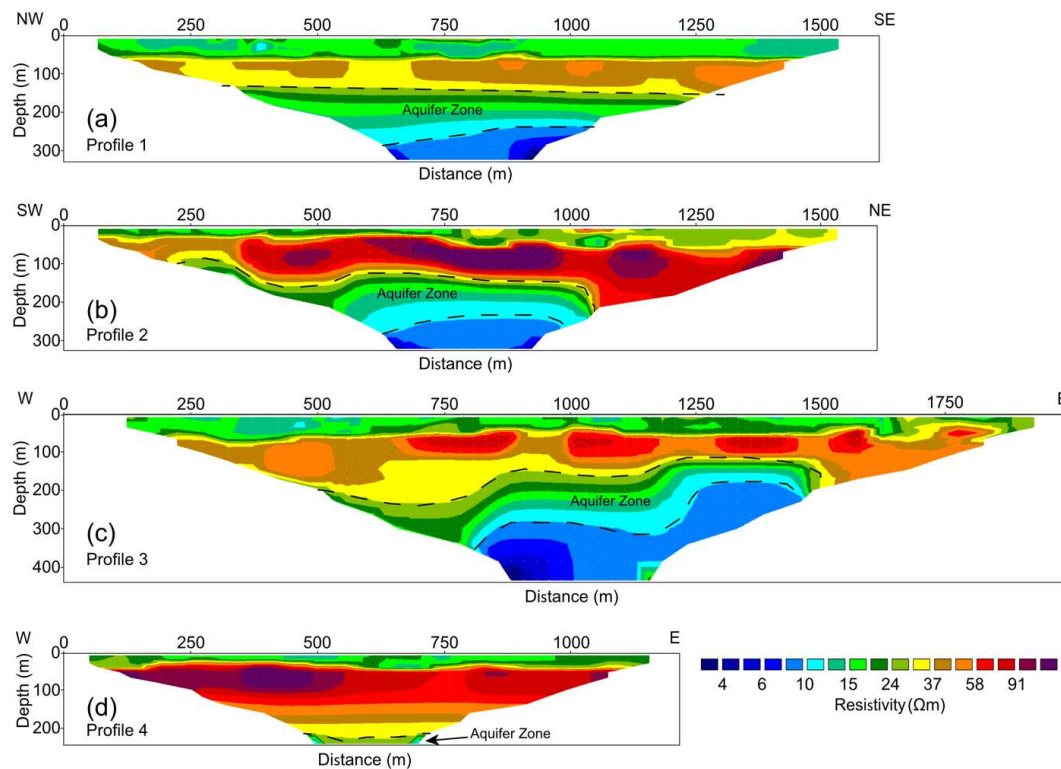 NW 0 250 500 750 1000 1250 1500 SE
Depth (m)
0
100
200
300
Aquifer Zone
(a)
Profile 1
Distance (m)
SW 0 250 500 750 1000 1250 1500 NE
Depth (m)
0
100
200
300
Aquifer Zone
(b)
Profile 2
Distance (m)
W 0 250 500 750 1000 1250 1500 1750
Depth (m)
0
100
200
300
400
Aquifer Zone
(c)
Profile 3
Distance (m)
W 0 250 500 750 1000 E
Depth (m)
0
100
200
(d)
Profile 4
Aquifer Zone
Distance (m)
4 6 10 15 24 37 58 91
Resistivity (Ωm)